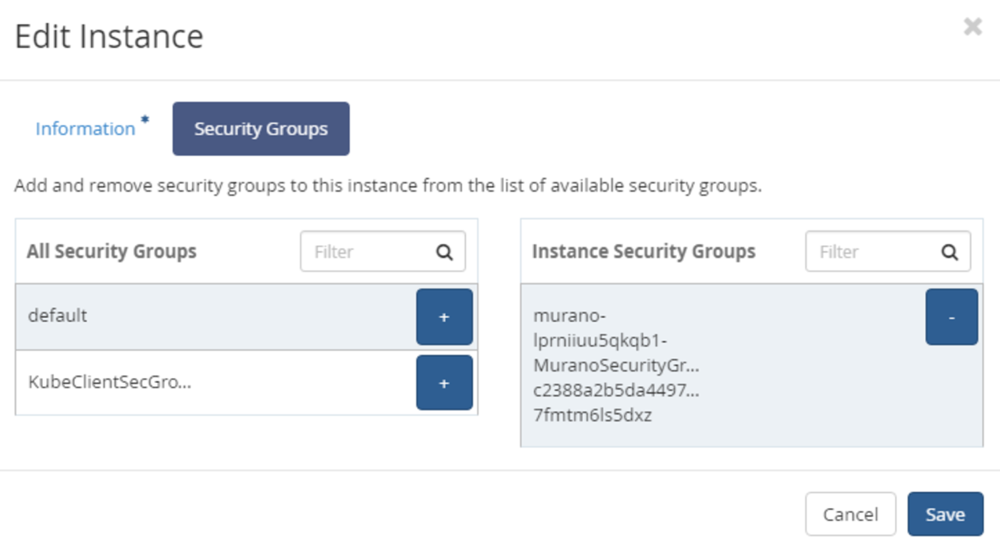 Edit Instance
Information *
Security Groups
Add and remove security groups to this instance from the list of available security groups.
All Security Groups
Filter
default
+
KubeClientSecGro...
+
Instance Security Groups
Filter
murano-
lprniiuu5qkqb1-
MuranoSecurityGr...
c2388a2b5da4497...
7fmtm6ls5dxz
-
Cancel
Save